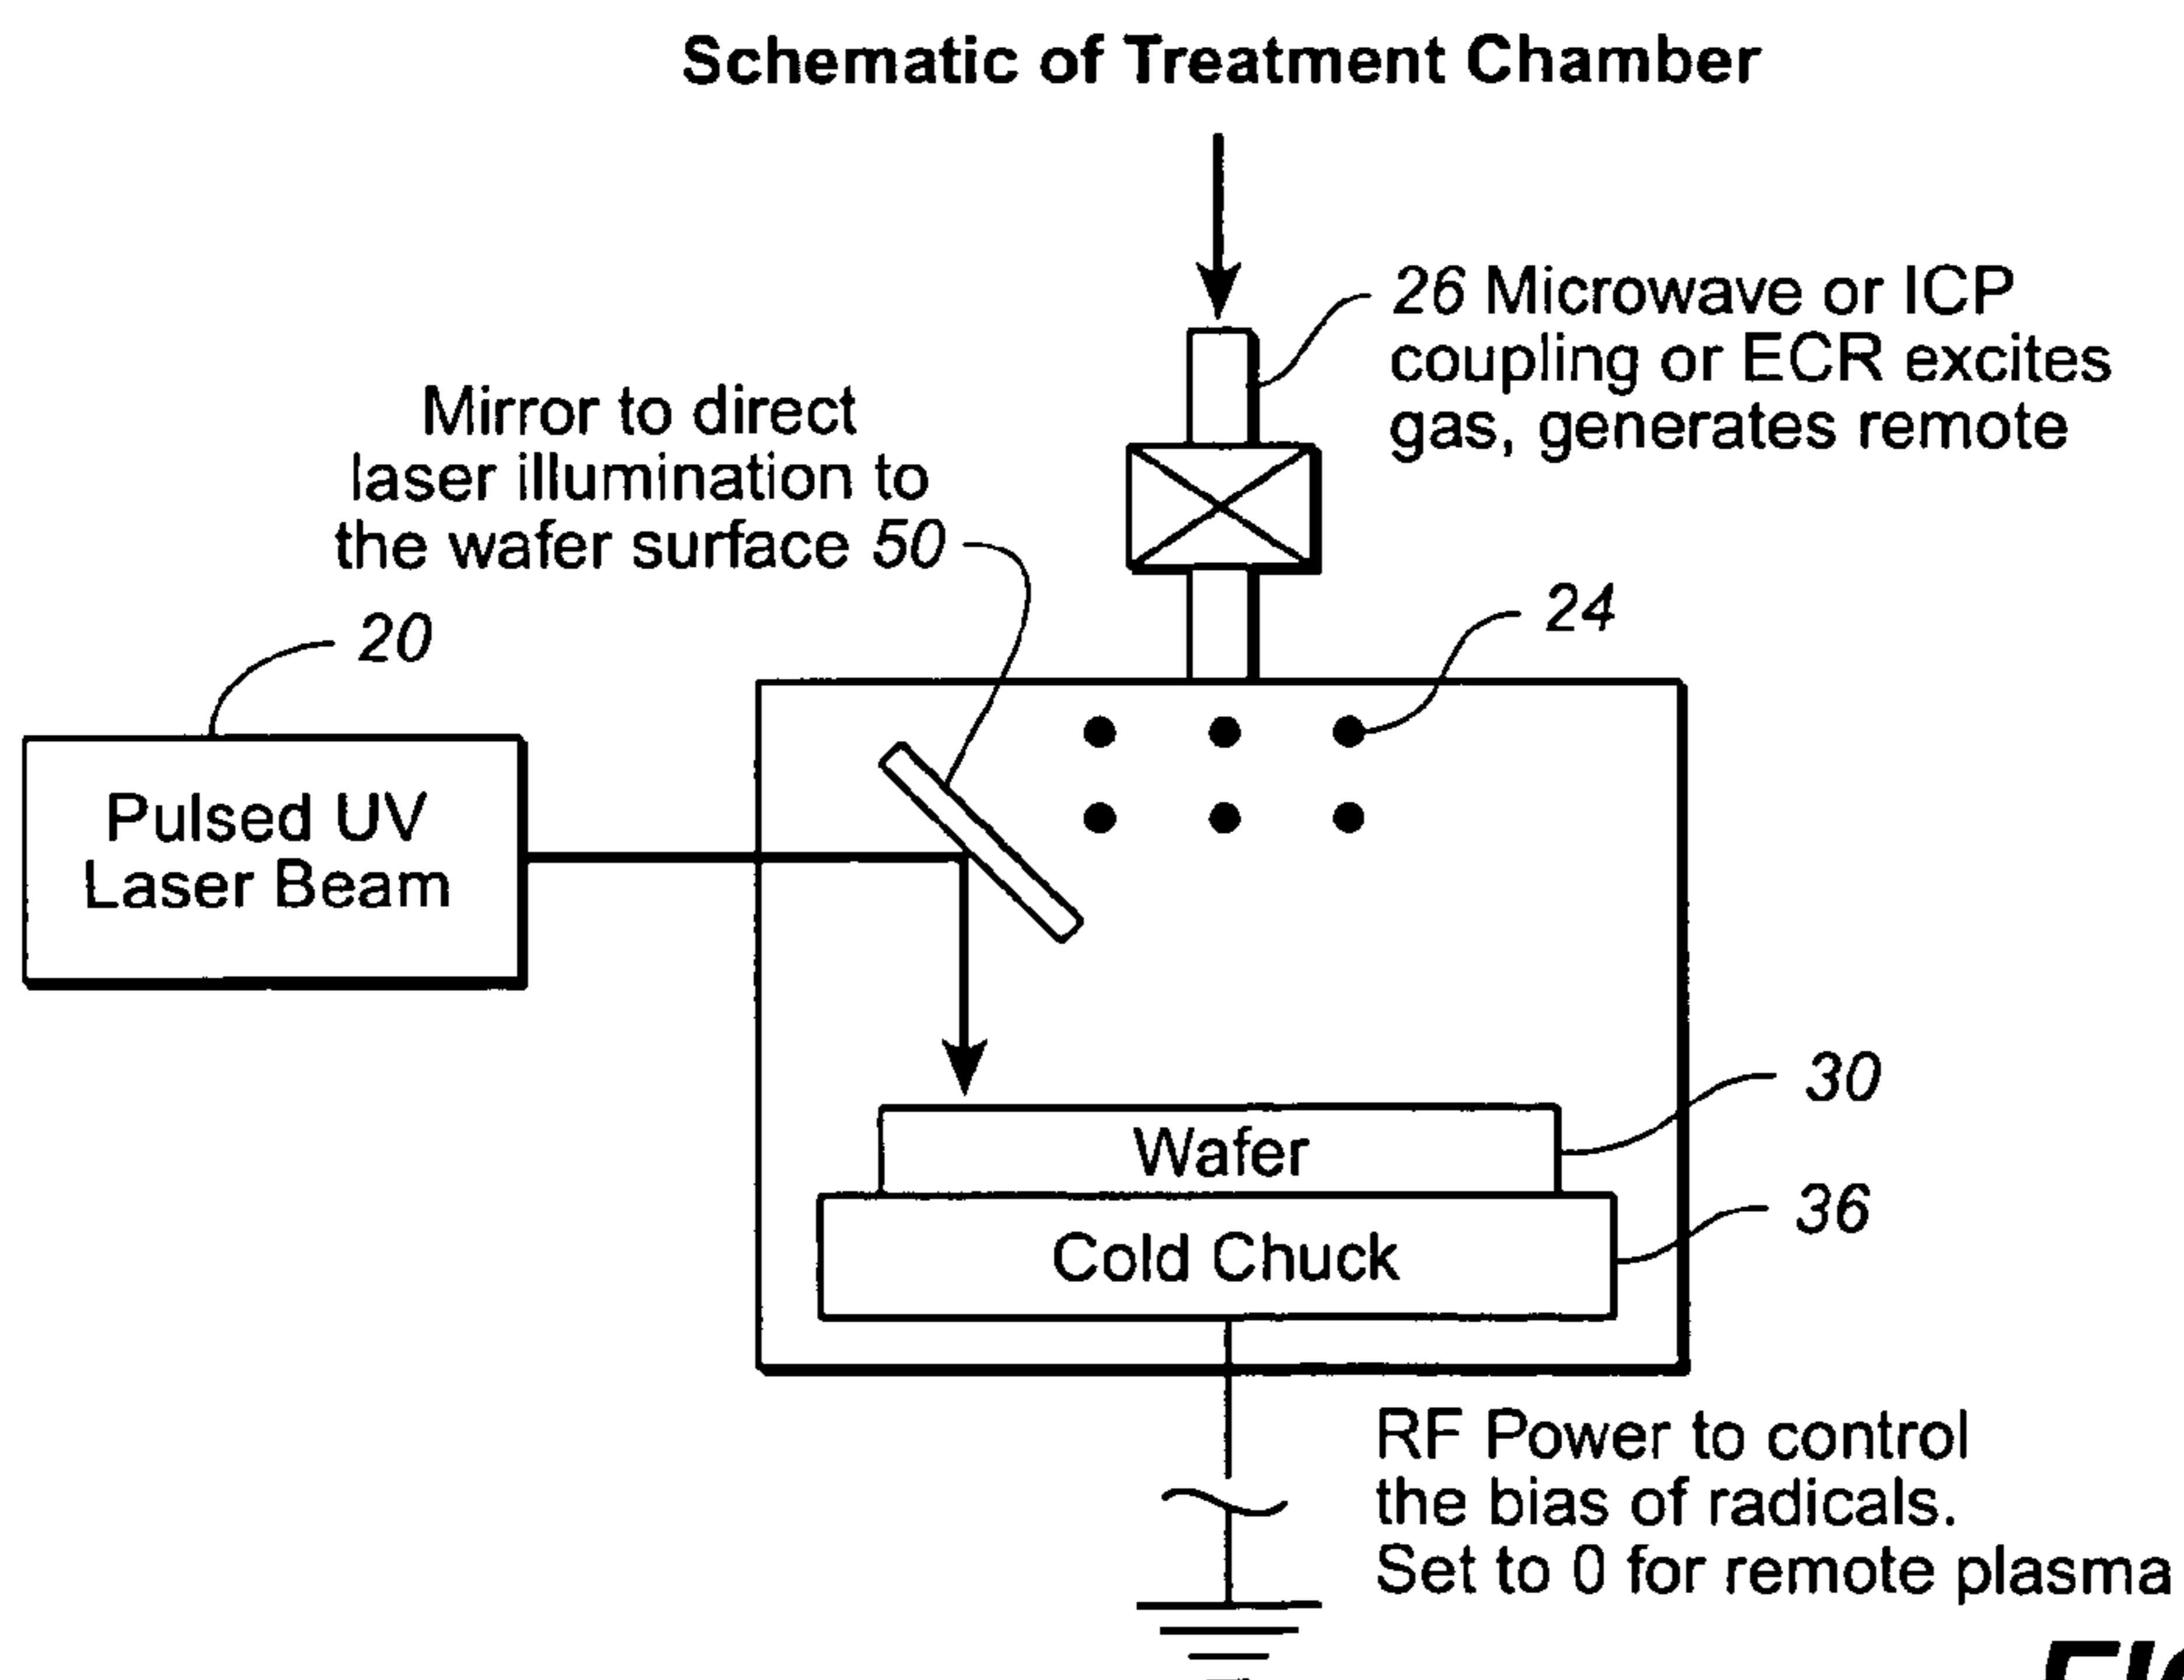 Schematic of Treatment Chamber
26 Microwave or ICP
coupling or ECR excites
gas, generates remote
Mirror to direct
laser illumination to
the wafer surface 50
24
20
Pulsed UV
Laser Beam
30
Wafer
36
Cold Chuck
RF Power to control
the bias of radicals.
Set to 0 for remote plasma